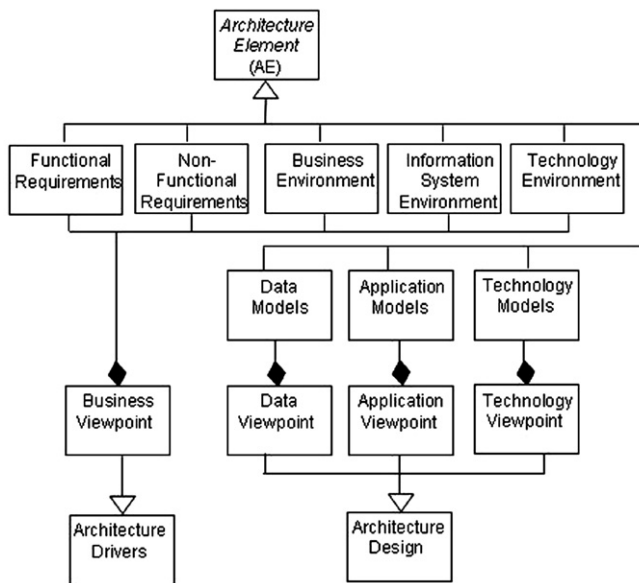 Architecture
Element
(AE)
Functional
Requirements
Non-
Functional
Requirements
Business
Environment
Information
System
Environment
Technology
Environment
Data
Models
Application
Models
Technology
Models
Business
Viewpoint
Data
Viewpoint
Application
Viewpoint
Technology
Viewpoint
Architecture
Drivers
Architecture
Design